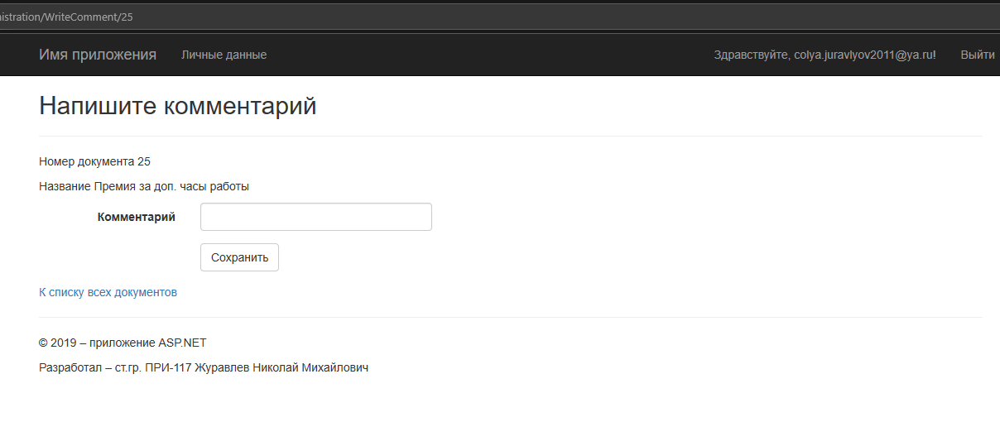 nistration/WriteComment/25
Имя приложения Личные данные Здравствуйте, colya.juravlyov2011@ya.ru! Выйти
Напишите комментарий
Номер документа 25
Название Премия за доп. часы работы
Комментарий
Сохранить
К списку всех документов
© 2019 – приложение ASP.NET
Разработал – ст.гр. ПРИ-117 Журавлев Николай Михайлович